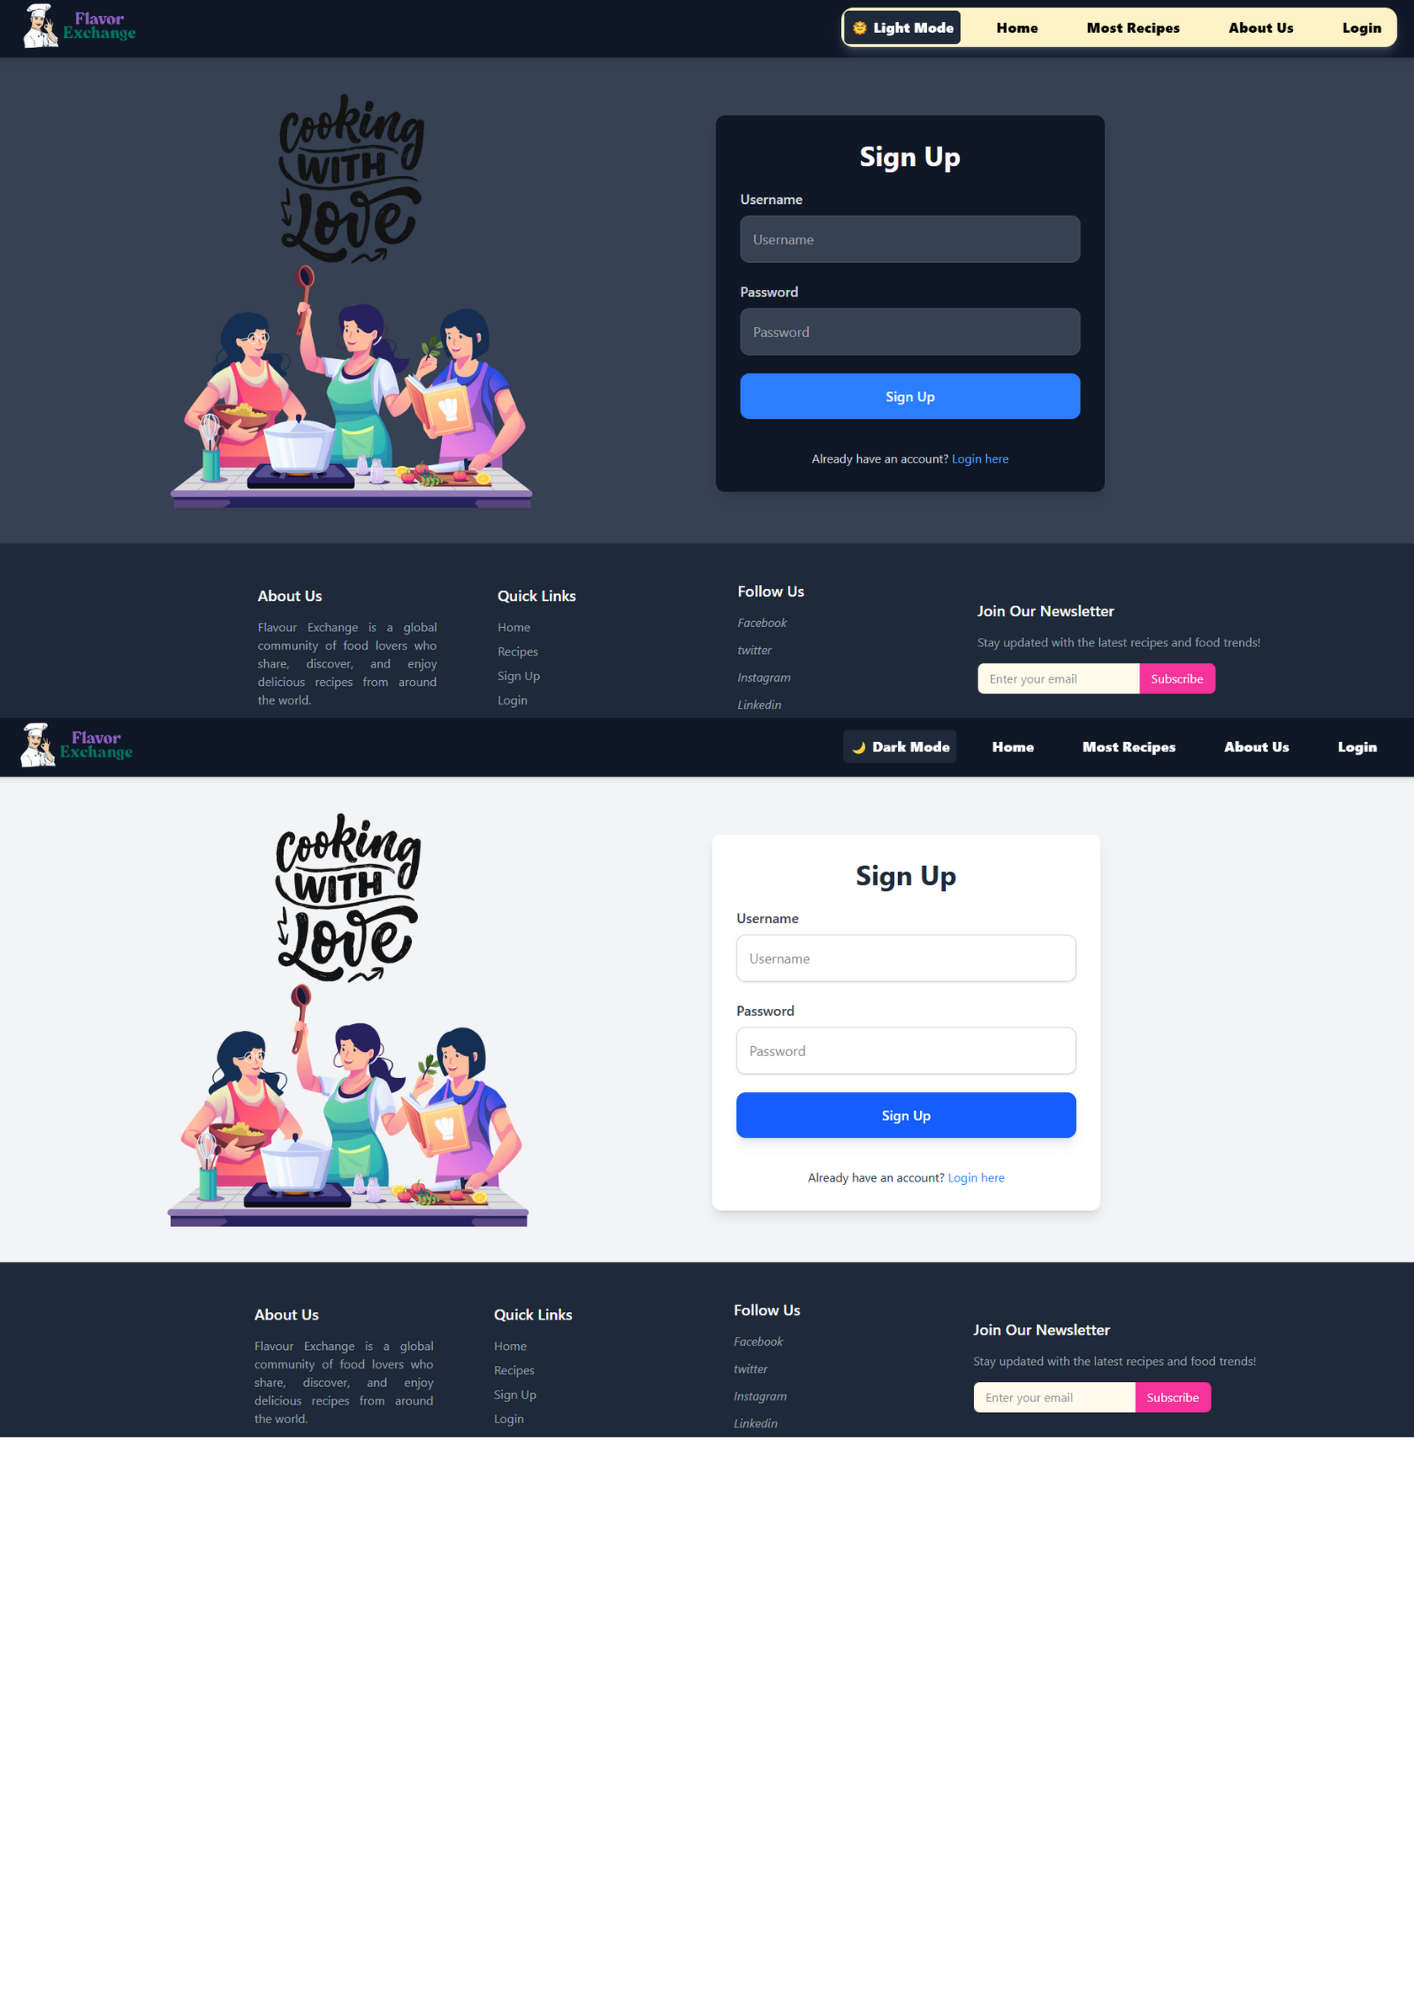 Flavor
Exchange
🌞 Light Mode Home Most Recipes About Us Login
Cooking
WITH
Love
Sign Up
Username
Username
Password
Password
Sign Up
Already have an account? Login here
About Us
Flavour Exchange is a global
community of food lovers who
share, discover, and enjoy
delicious recipes from around
the world.
Quick Links
Home
Recipes
Sign Up
Login
Follow Us
Facebook
twitter
Instagram
Linkedin
Join Our Newsletter
Stay updated with the latest recipes and food trends!
Enter your email Subscribe
Flavor
Exchange
🌙 Dark Mode Home Most Recipes About Us Login
Cooking
WITH
Love
Sign Up
Username
Username
Password
Password
Sign Up
Already have an account? Login here
About Us
Flavour Exchange is a global
community of food lovers who
share, discover, and enjoy
delicious recipes from around
the world.
Quick Links
Home
Recipes
Sign Up
Login
Follow Us
Facebook
twitter
Instagram
Linkedin
Join Our Newsletter
Stay updated with the latest recipes and food trends!
Enter your email Subscribe